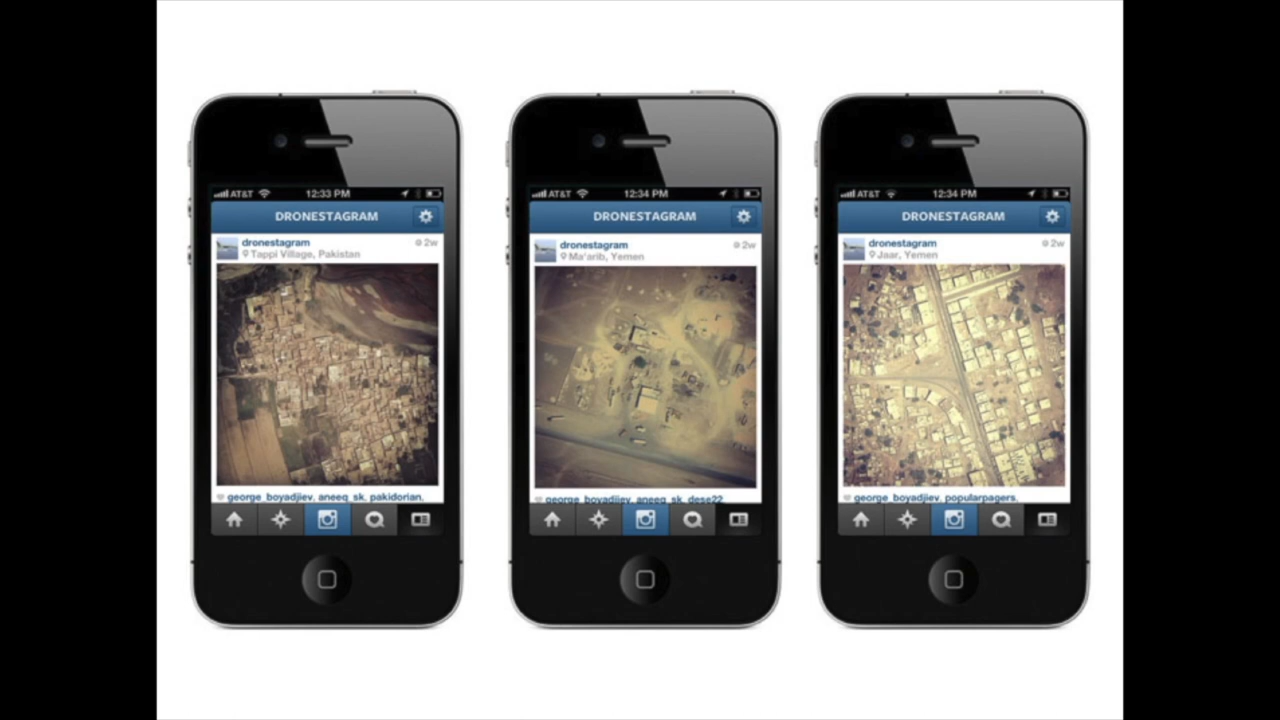 AT&T 12:33 PM
DRONESTAGRAM
dronestagram 2w
Tappi Village, Pakistan
george_boyadjiev, aneeq_sk, pakidorian,
AT&T 12:34 PM
DRONESTAGRAM
dronestagram 2w
Ma'arib, Yemen
george_boyadjiev, aneeq_sk, dese22
AT&T 12:34 PM
DRONESTAGRAM
dronestagram 2w
Jaar, Yemen
george_boyadjiev, popularpagers,